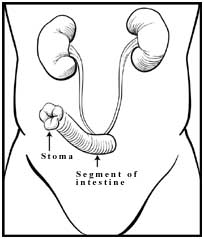 Stoma
Segment of
intestine